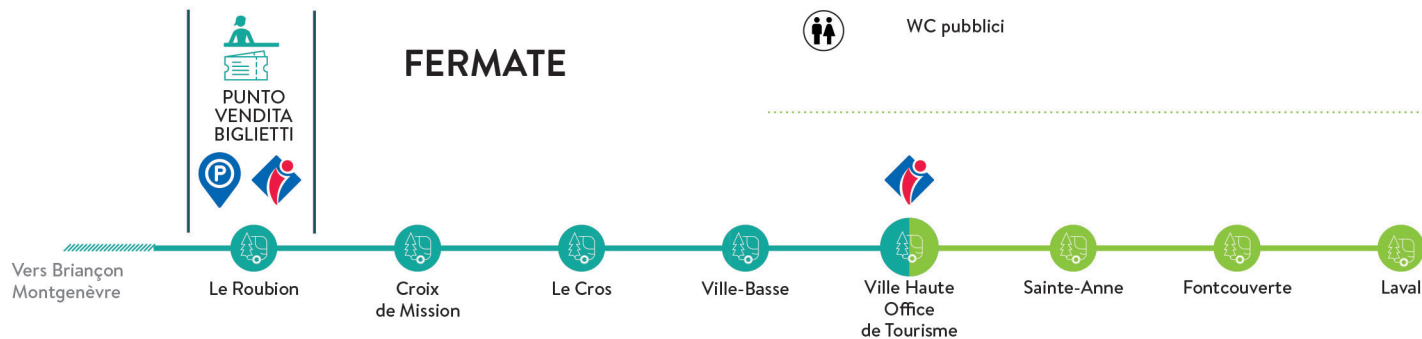 PUNTO
VENDITA
BIGLIETTI
P
FERMATE
WC pubblici
Vers Briançon
Montgenèvre
Le Roubion
Croix
de Mission
Le Cros
Ville-Basse
Ville Haute
Office
de Tourisme
Sainte-Anne
Fontcouverte
Laval